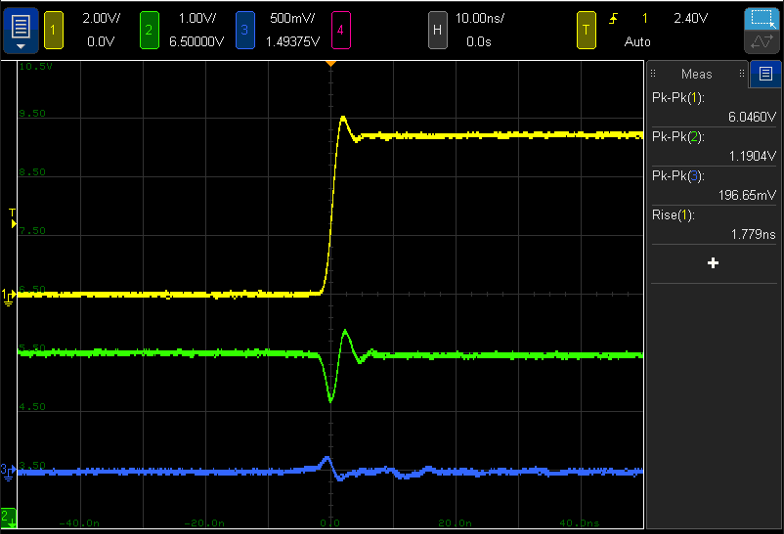 1 2.00V/ 0.0V
2 1.00V/ 6.50000V
3 500mV/ 1.49375V
4
H 10.00ns/ 0.0s
T 1 2.40V Auto
Meas
Pk-Pk(1):
6.0460V
Pk-Pk(2):
1.1904V
Pk-Pk(3):
196.65mV
Rise(1):
1.779ns
10.5V
9.50
8.50
T
7.50
1 6.50
5.50
4.50
3 3.50
2
-40.0n -20.0n 0.0 20.0n 40.0ns